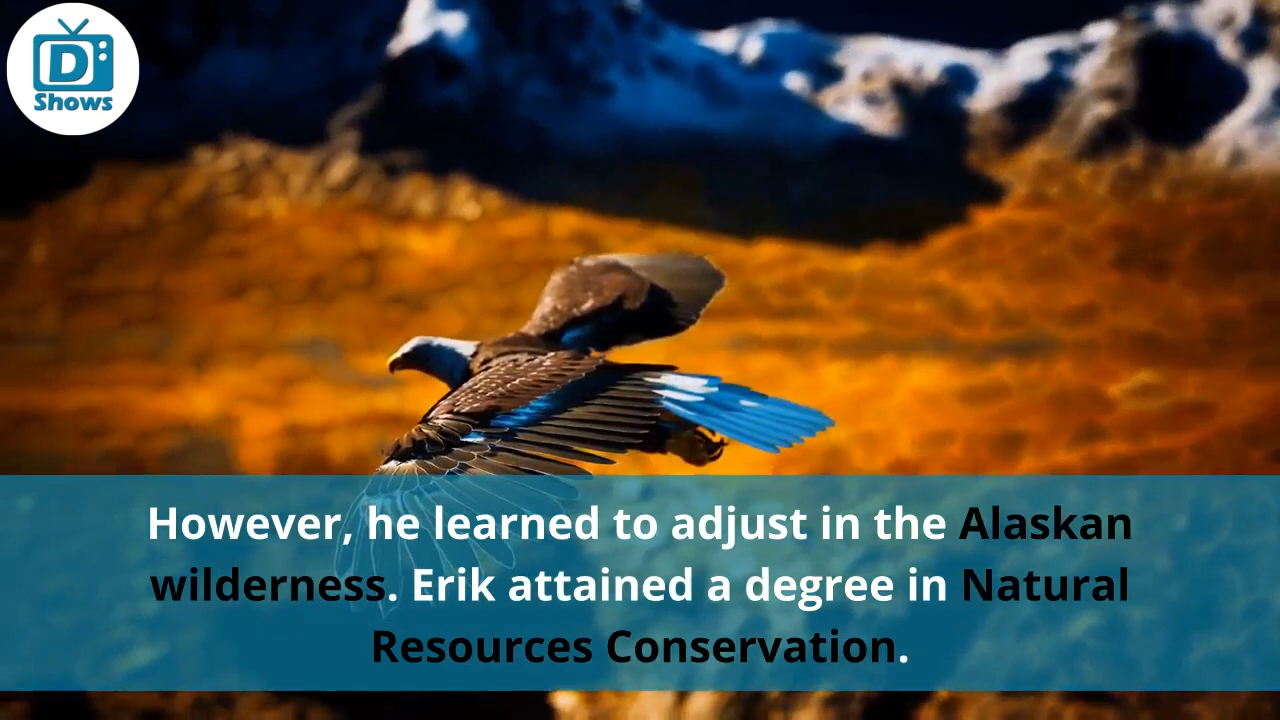 D
Shows
However, he learned to adjust in the Alaskan
wilderness. Erik attained a degree in Natural
Resources Conservation.